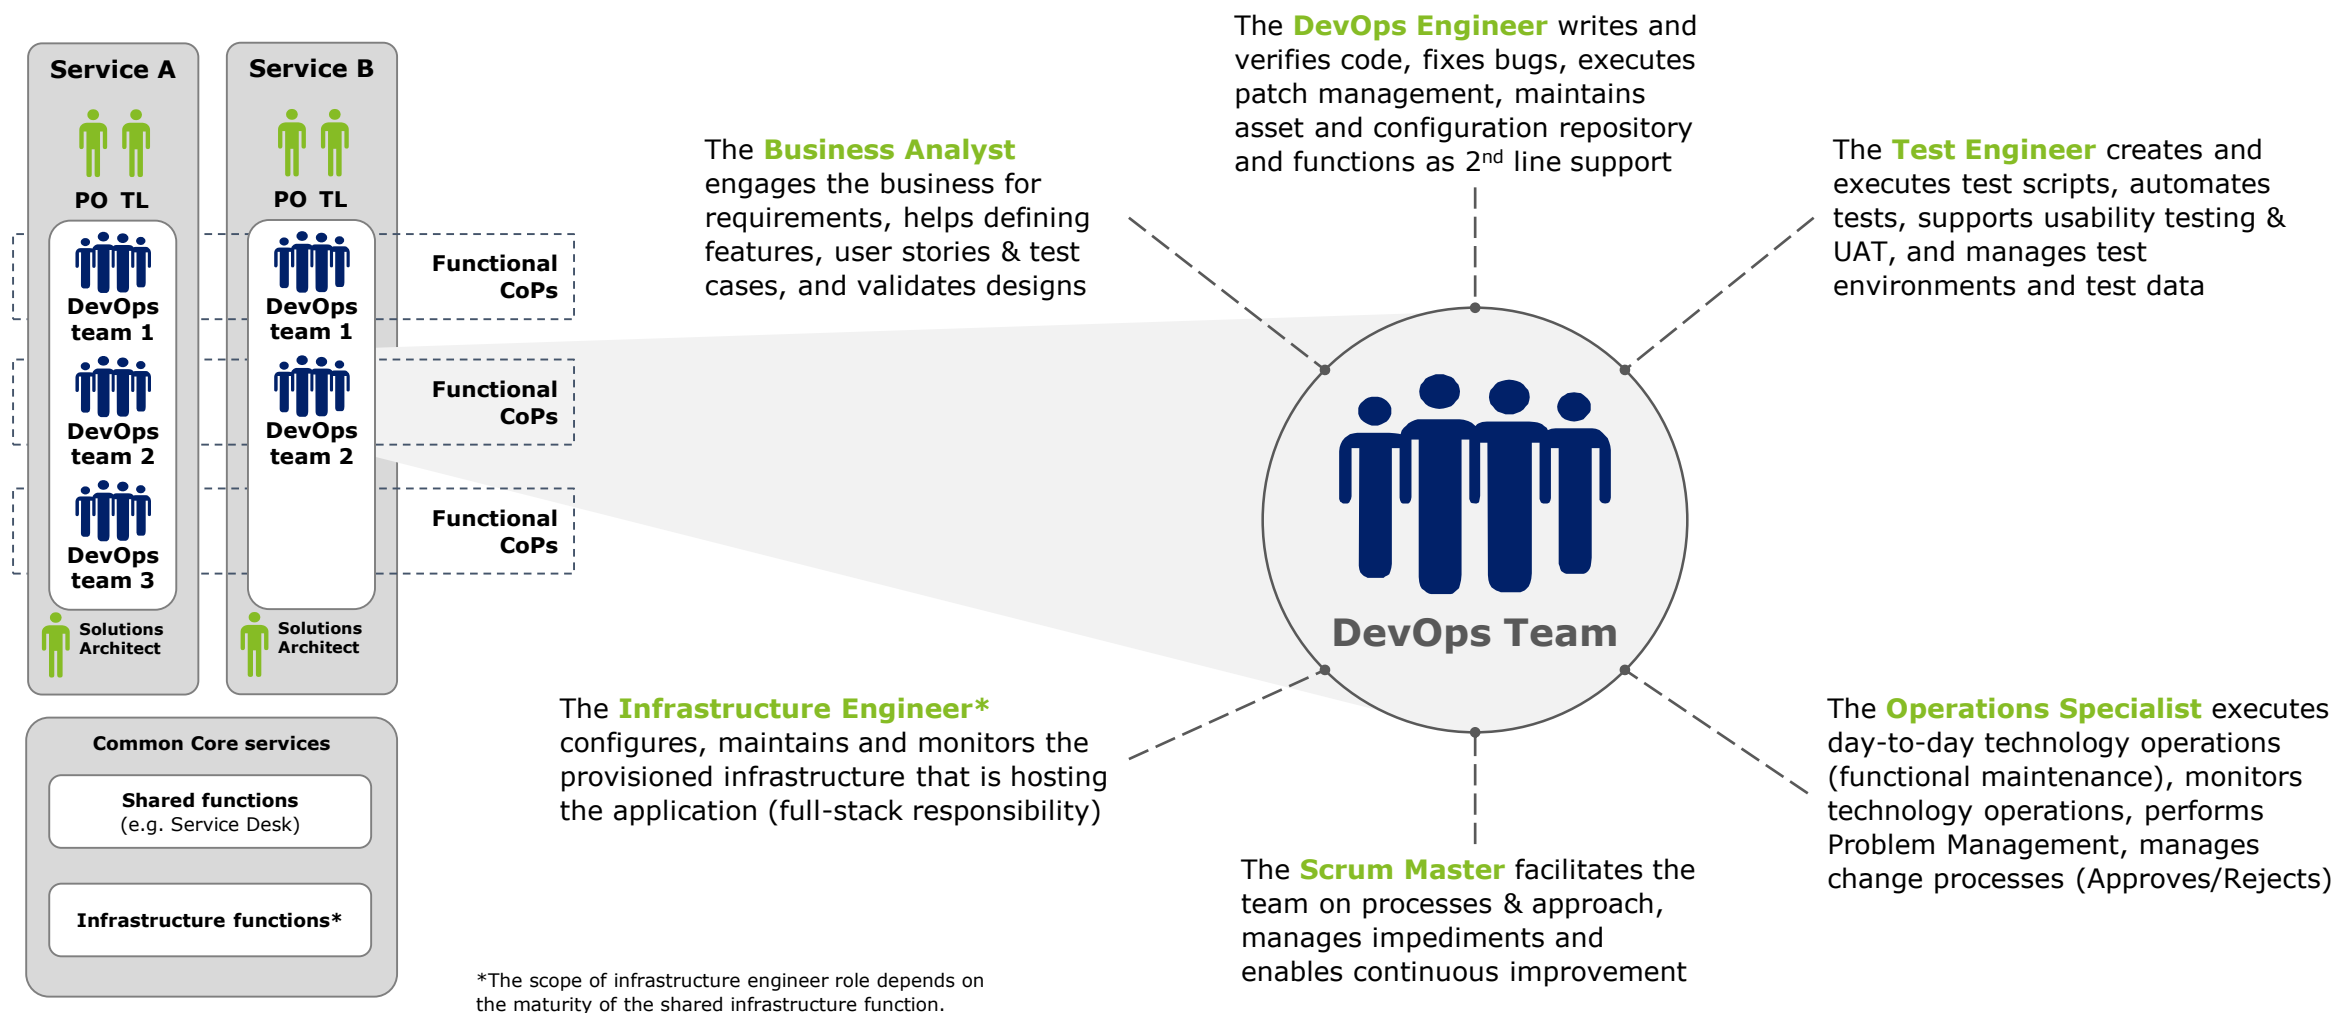 Service A
PO TL
DevOps
team 1
DevOps
team 2
DevOps
team 3
Solutions
Architect
Service B
PO TL
DevOps
team 1
DevOps
team 2
Solutions
Architect
Functional
CoPs
Functional
CoPs
Functional
CoPs
Common Core services
Shared functions
(e.g. Service Desk)
Infrastructure functions*
The Business Analyst
engages the business for
requirements, helps defining
features, user stories & test
cases, and validates designs
The DevOps Engineer writes and
verifies code, fixes bugs, executes
patch management, maintains
asset and configuration repository
and functions as 2nd line support
The Test Engineer creates and
executes test scripts, automates
tests, supports usability testing &
UAT, and manages test
environments and test data
DevOps Team
The Infrastructure Engineer*
configures, maintains and monitors the
provisioned infrastructure that is hosting
the application (full-stack responsibility)
The Scrum Master facilitates the
team on processes & approach,
manages impediments and
enables continuous improvement
The Operations Specialist executes
day-to-day technology operations
(functional maintenance), monitors
technology operations, performs
Problem Management, manages
change processes (Approves/Rejects)
*The scope of infrastructure engineer role depends on
the maturity of the shared infrastructure function.